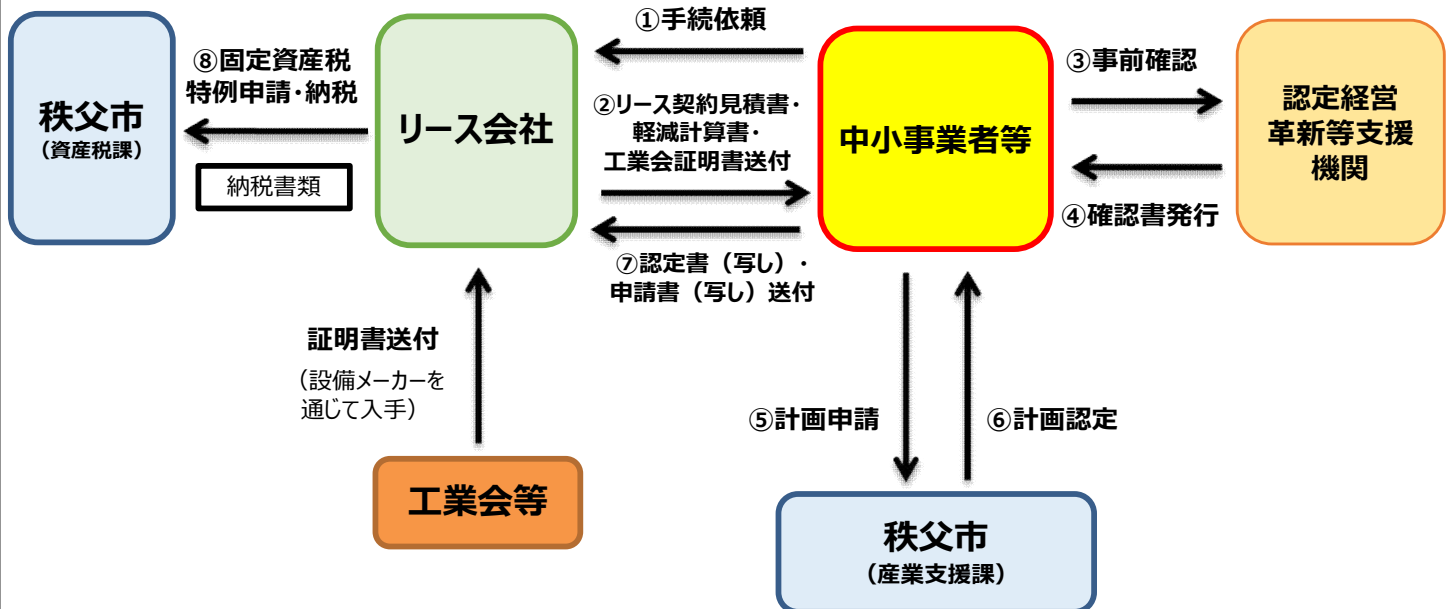 秩父市
(資産税課)
⑧固定資産税
特例申請・納税
納税書類
リース会社
①手続依頼
②リース契約見積書・
軽減計算書・
工業会証明書送付
⑦認定書(写し)・
申請書(写し)送付
中小事業者等
③事前確認
④確認書発行
認定経営
革新等支援
機関
証明書送付
(設備メーカーを
通じて入手)
工業会等
⑤計画申請
⑥計画認定
秩父市
(産業支援課)